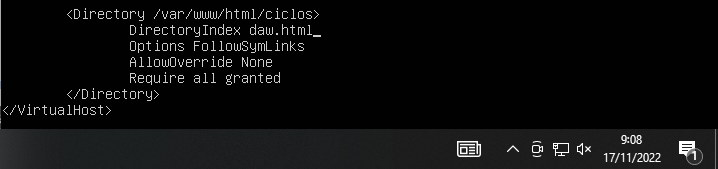 <Directory /var/www/html/ciclos>
DirectoryIndex daw.html_
Options FollowSymLinks
AllowOverride None
Require all granted
</Directory>
</VirtualHost>
9:08
17/11/2022
1